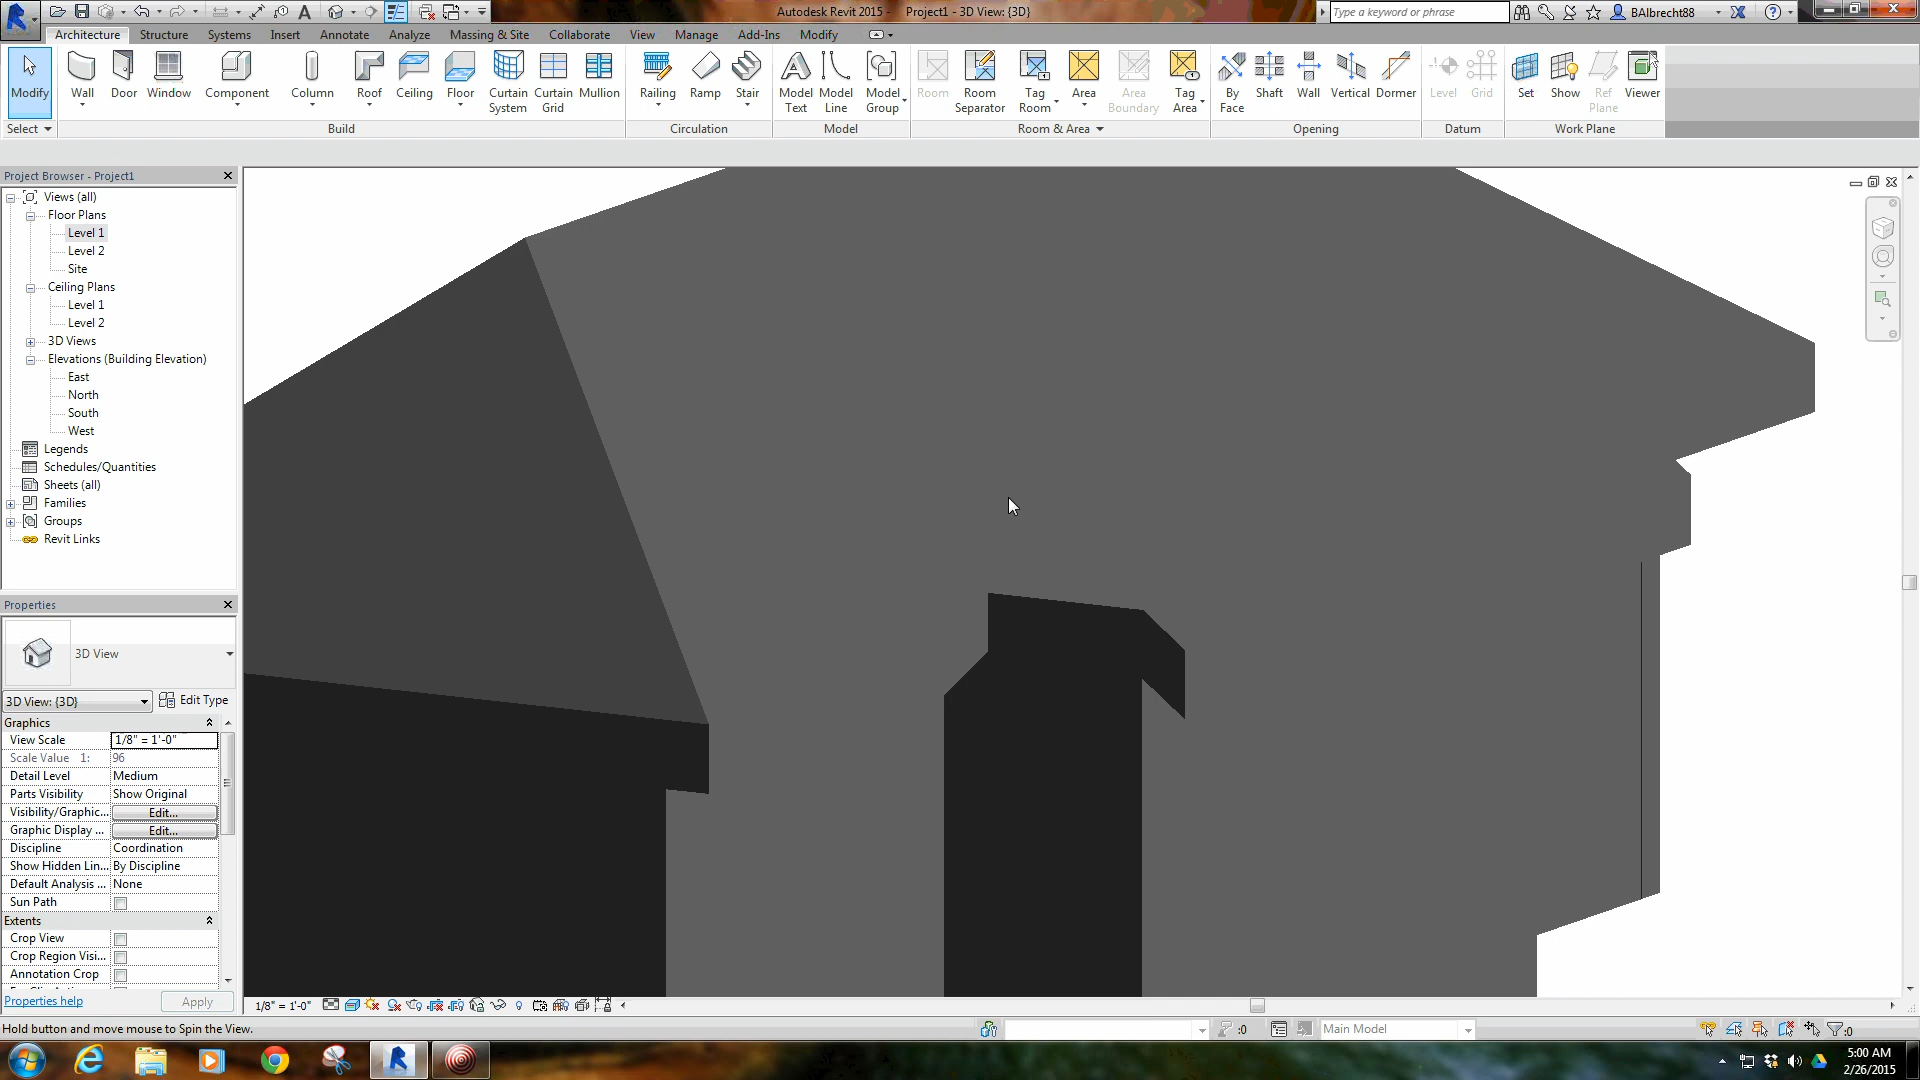 Autodesk Revit 2015 - Project1 - 3D View: {3D}
Type a keyword or phrase
BAlbrecht88
Architecture Structure Systems Insert Annotate Analyze Massing & Site Collaborate View Manage Add-Ins Modify
Modify Wall Door Window Component Column Roof Ceiling Floor Curtain System Curtain Grid Mullion Railing Ramp Stair Model Text Model Line Model Group Room Room Separator Tag Room Area Area Boundary Tag Area By Face Shaft Wall Vertical Dormer Level Grid Set Show Ref Plane Viewer
Select Build Circulation Model Room & Area Opening Datum Work Plane
Project Browser - Project1
Views (all)
Floor Plans
Level 1
Level 2
Site
Ceiling Plans
Level 1
Level 2
3D Views
Elevations (Building Elevation)
East
North
South
West
Legends
Schedules/Quantities
Sheets (all)
Families
Groups
Revit Links
Properties
3D View
3D View: {3D} Edit Type
Graphics
View Scale 1/8" = 1'-0"
Scale Value 1: 96
Detail Level Medium
Parts Visibility Show Original
Visibility/Graphic... Edit...
Graphic Display ... Edit...
Discipline Coordination
Show Hidden Lin... By Discipline
Default Analysis ... None
Sun Path
Extents
Crop View
Crop Region Visi...
Annotation Crop
Properties help Apply
1/8" = 1'-0"
Hold button and move mouse to Spin the View.
:0
Main Model
:0
5:00 AM
2/26/2015